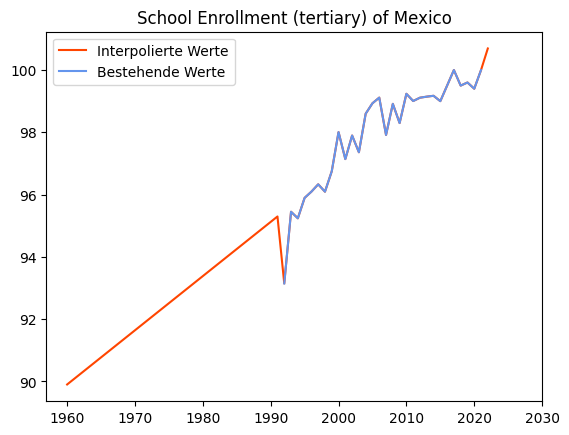 School Enrollment (tertiary) of Mexico
Interpolierte Werte
Bestehende Werte
100
98
96
94
92
90
1960 1970 1980 1990 2000 2010 2020 2030